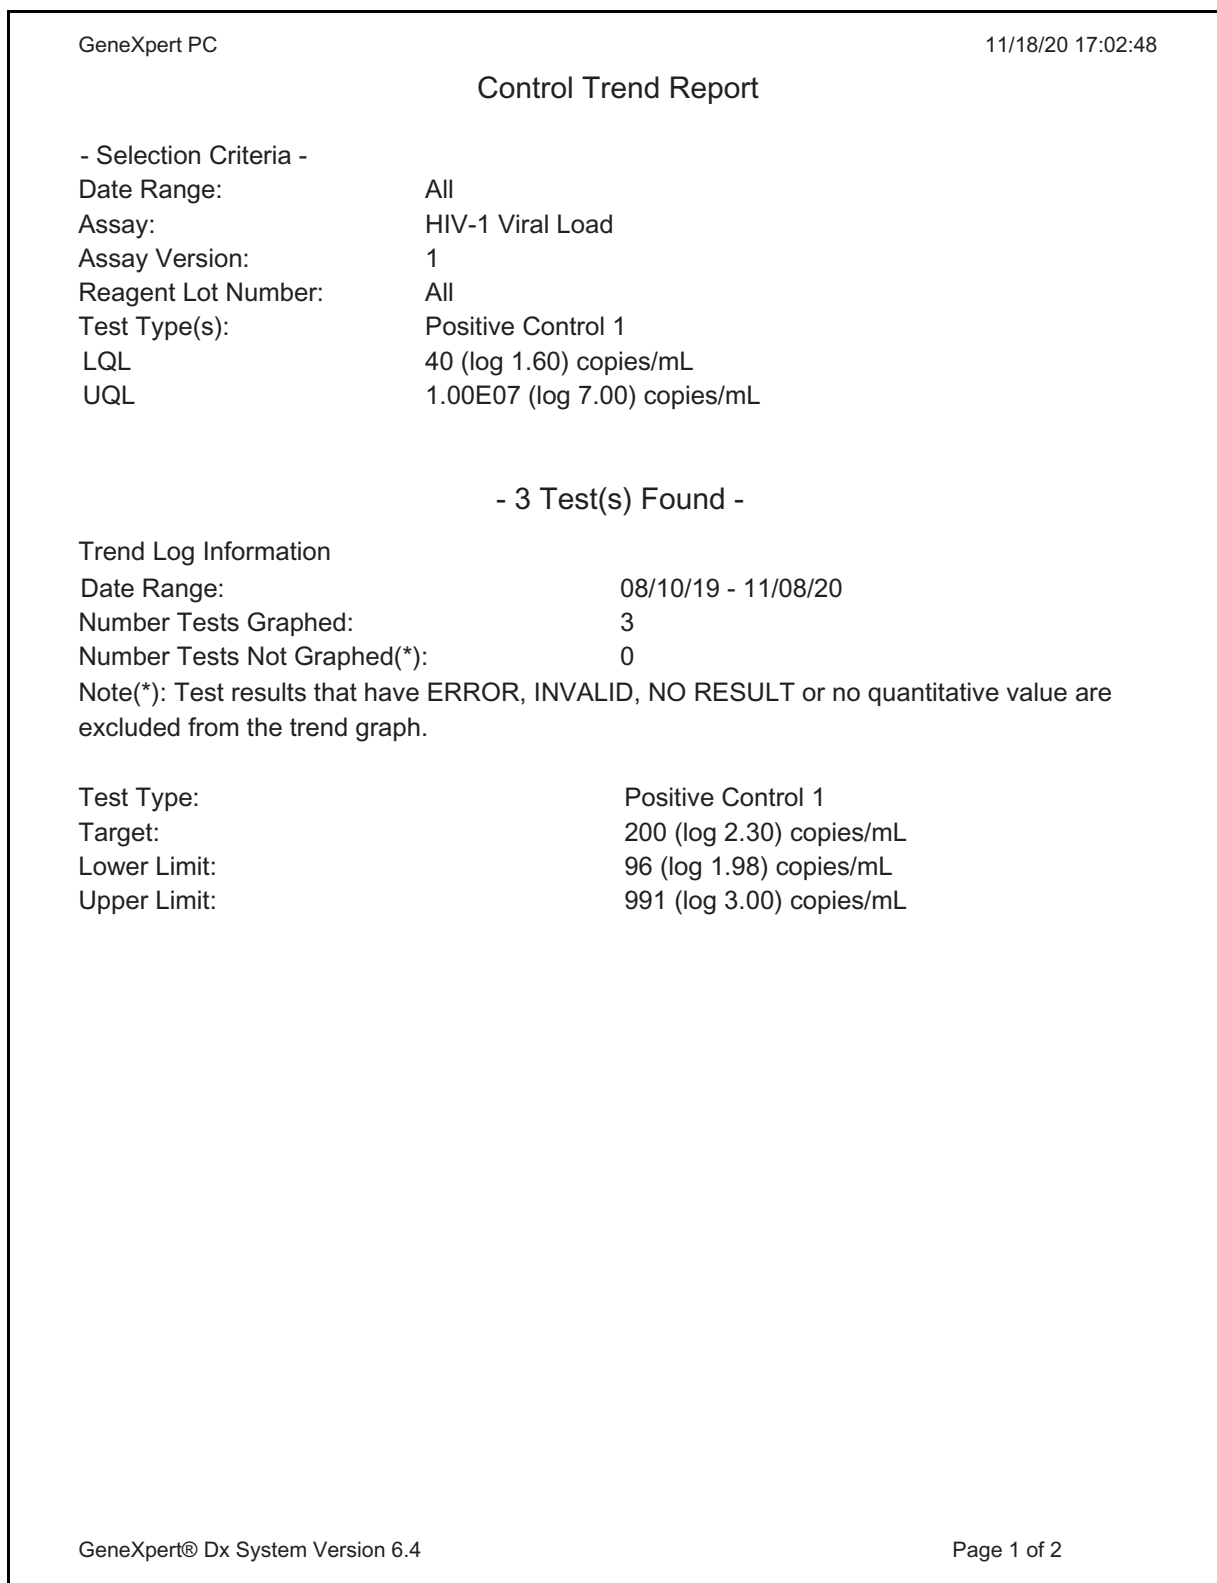 GeneXpert PC 11/18/20 17:02:48
Control Trend Report
- Selection Criteria -
Date Range: All
Assay: HIV-1 Viral Load
Assay Version: 1
Reagent Lot Number: All
Test Type(s): Positive Control 1
LQL 40 (log 1.60) copies/mL
UQL 1.00E07 (log 7.00) copies/mL
- 3 Test(s) Found -
Trend Log Information
Date Range: 08/10/19 - 11/08/20
Number Tests Graphed: 3
Number Tests Not Graphed(*): 0
Note(*): Test results that have ERROR, INVALID, NO RESULT or no quantitative value are
excluded from the trend graph.
Test Type: Positive Control 1
Target: 200 (log 2.30) copies/mL
Lower Limit: 96 (log 1.98) copies/mL
Upper Limit: 991 (log 3.00) copies/mL
GeneXpert® Dx System Version 6.4 Page 1 of 2